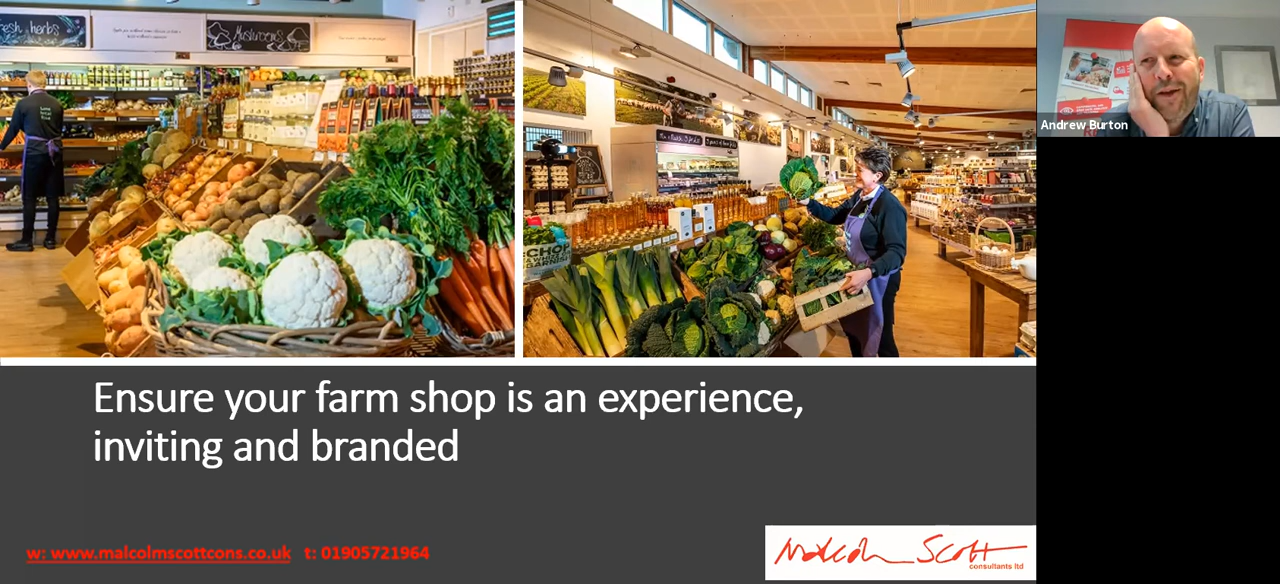 fresh herbs
Mushrooms
Andrew Burton
Ensure your farm shop is an experience,
inviting and branded
w: www.malcolmscottcons.co.uk t: 01905721964
Malcolm Scott
consultants ltd